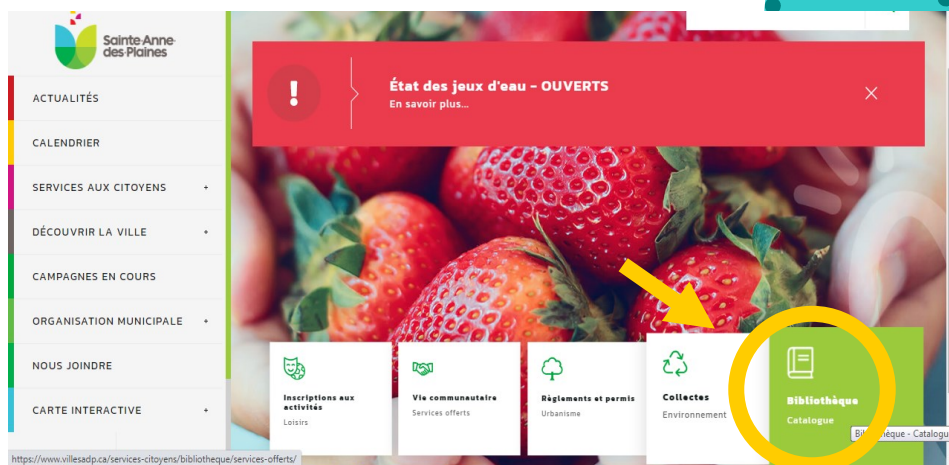 Sainte-Anne-
des-Plaines
ACTUALITÉS
CALENDRIER
SERVICES AUX CITOYENS +
DÉCOUVRIR LA VILLE +
CAMPAGNES EN COURS
ORGANISATION MUNICIPALE +
NOUS JOINDRE
CARTE INTERACTIVE +
!
État des jeux d'eau - OUVERTS
En savoir plus...
Inscriptions aux
activités
Loisirs
Vie communautaire
Services offerts
Règlements et permis
Urbanisme
Collectes
Environnement
Bibliothèque
Catalogue
Bibliothèque - Catalogu
https://www.villesadp.ca/services-citoyens/bibliotheque/services-offerts/